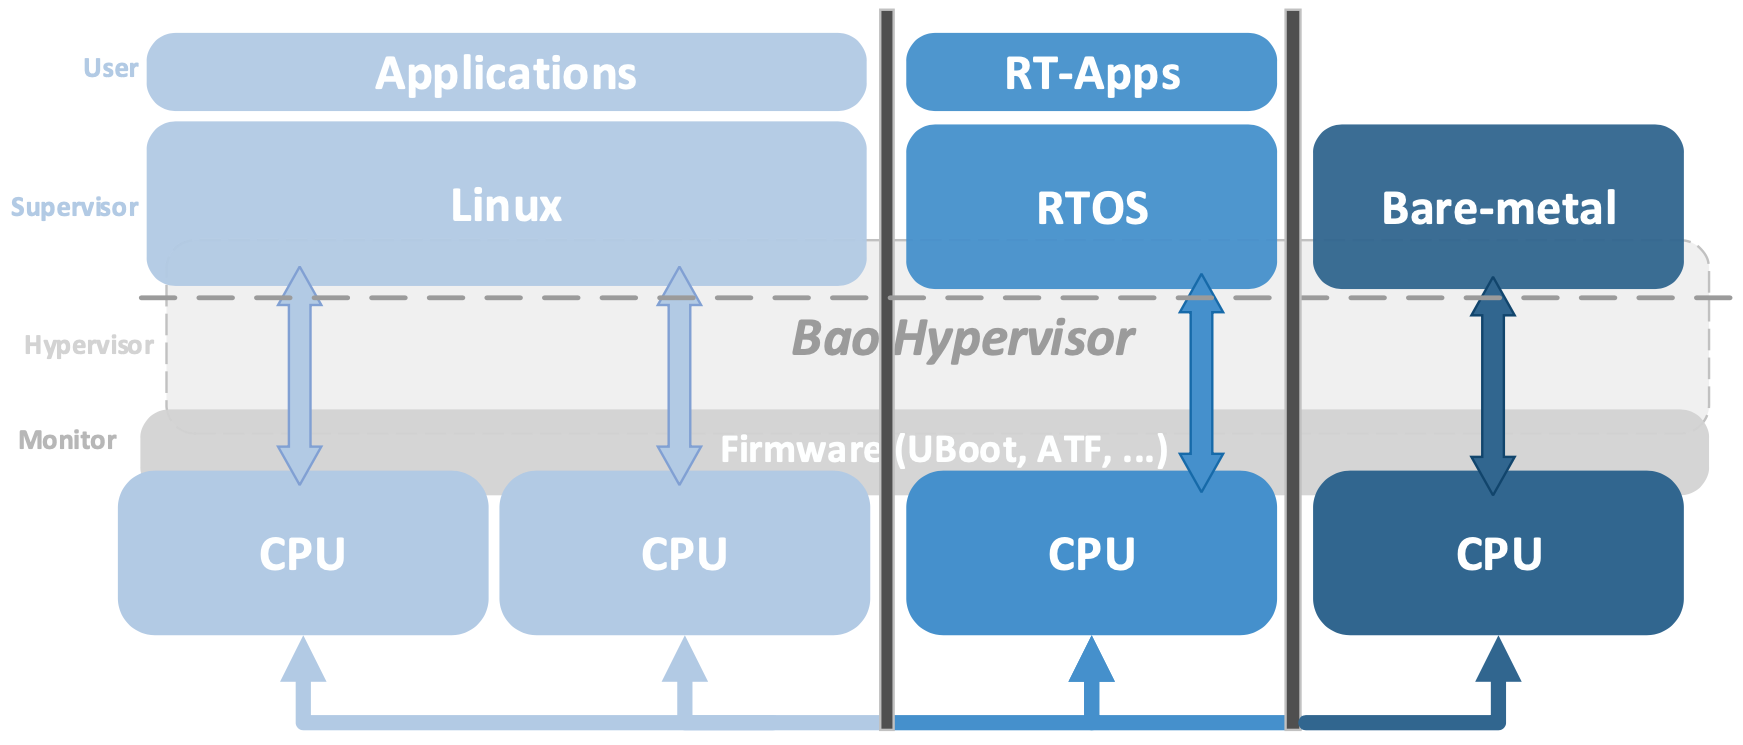 User
Applications
RT-Apps
Supervisor
Linux
RTOS
Bare-metal
Hypervisor
Bao Hypervisor
Monitor
Firmware (UBoot, ATF, ...)
CPU
CPU
CPU
CPU